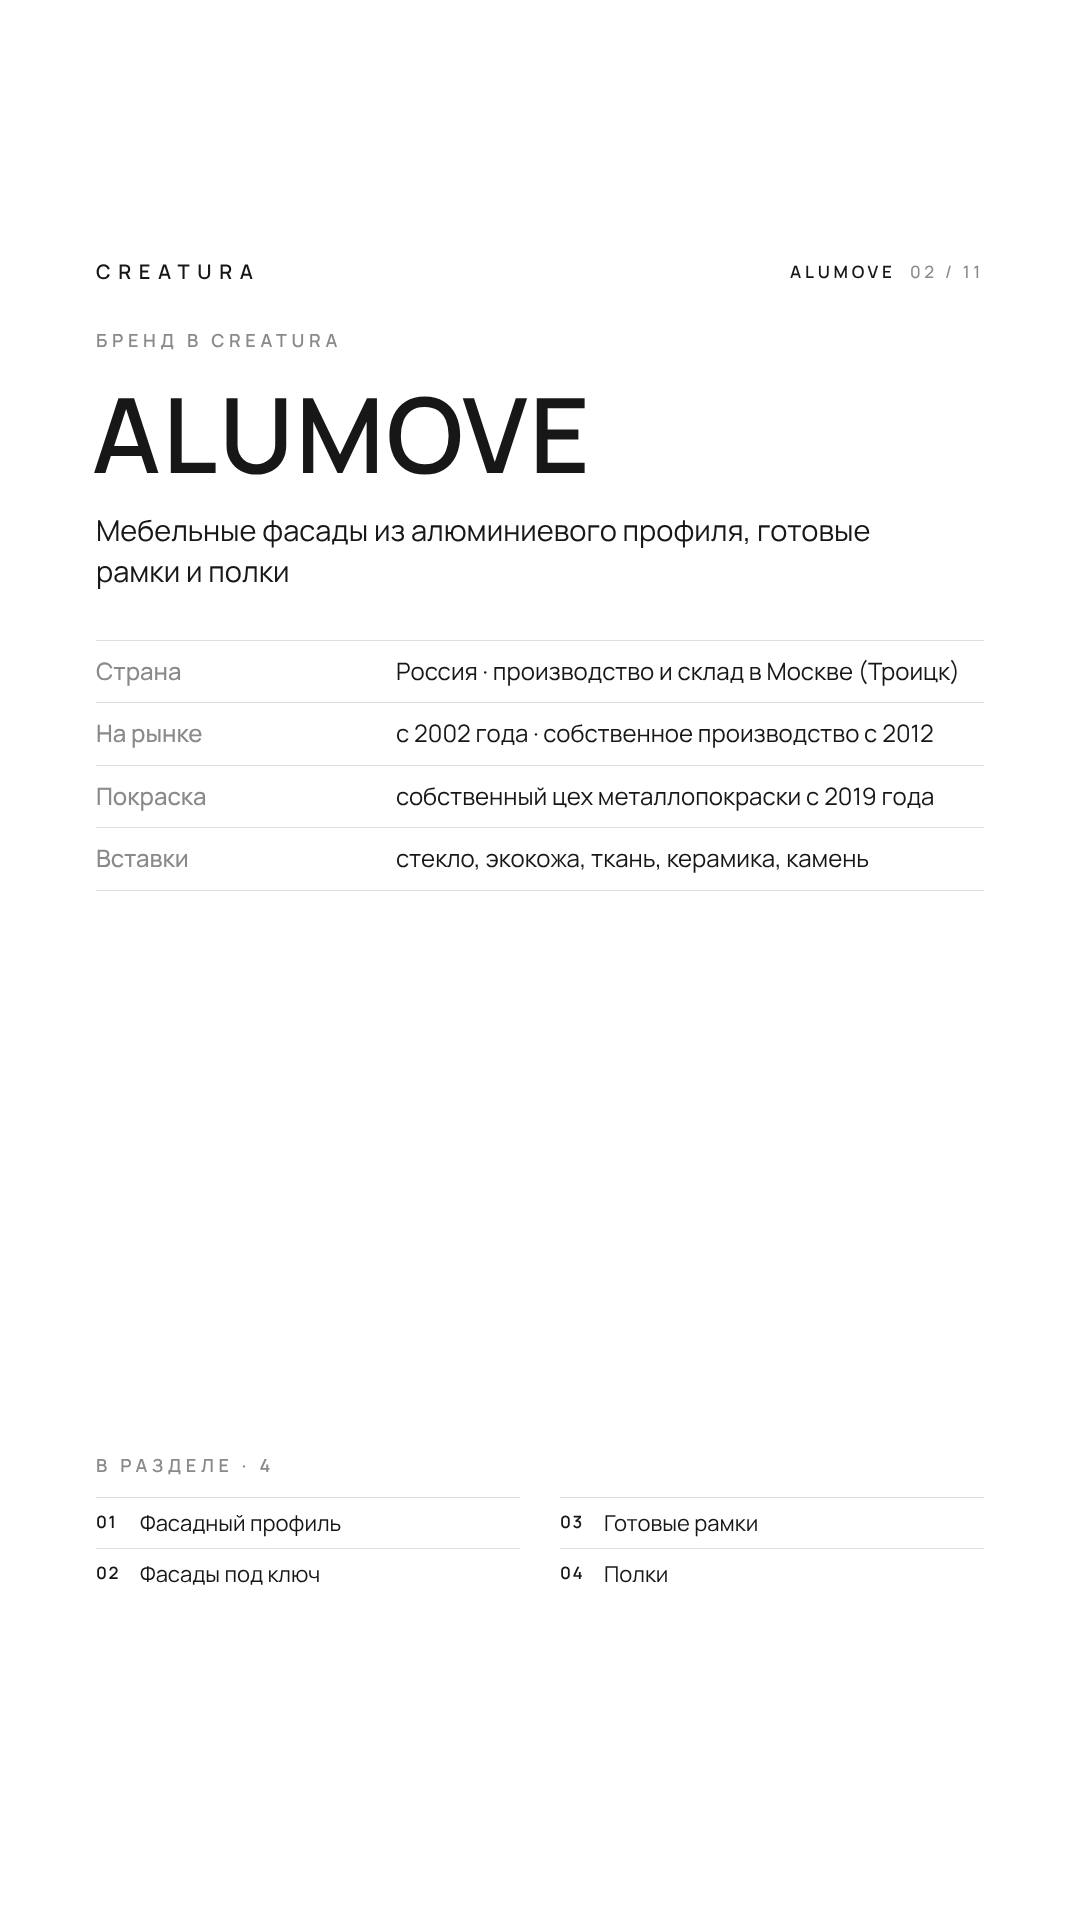 CREATURA
ALUMOVE 02 / 11
БРЕНД В CREATURA
ALUMOVE
Мебельные фасады из алюминиевого профиля, готовые
рамки и полки
Страна Россия · производство и склад в Москве (Троицк)
На рынке с 2002 года · собственное производство с 2012
Покраска собственный цех металлопокраски с 2019 года
Вставки стекло, экокожа, ткань, керамика, камень
В РАЗДЕЛЕ · 4
01 Фасадный профиль
02 Фасады под ключ
03 Готовые рамки
04 Полки